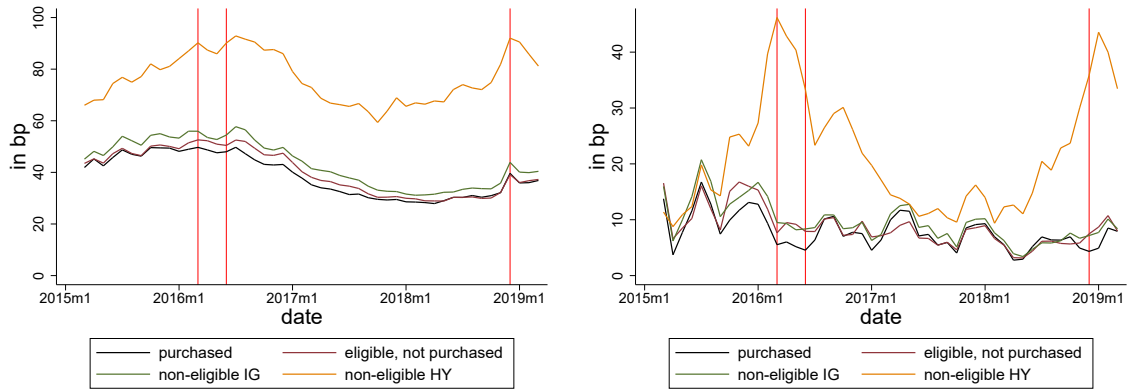 100
80
60
40
20
0
in bp
2015m1 2016m1 2017m1 2018m1 2019m1
date
purchased eligible, not purchased
non-eligible IG non-eligible HY
40
30
20
10
0
in bp
2015m1 2016m1 2017m1 2018m1 2019m1
date
purchased eligible, not purchased
non-eligible IG non-eligible HY